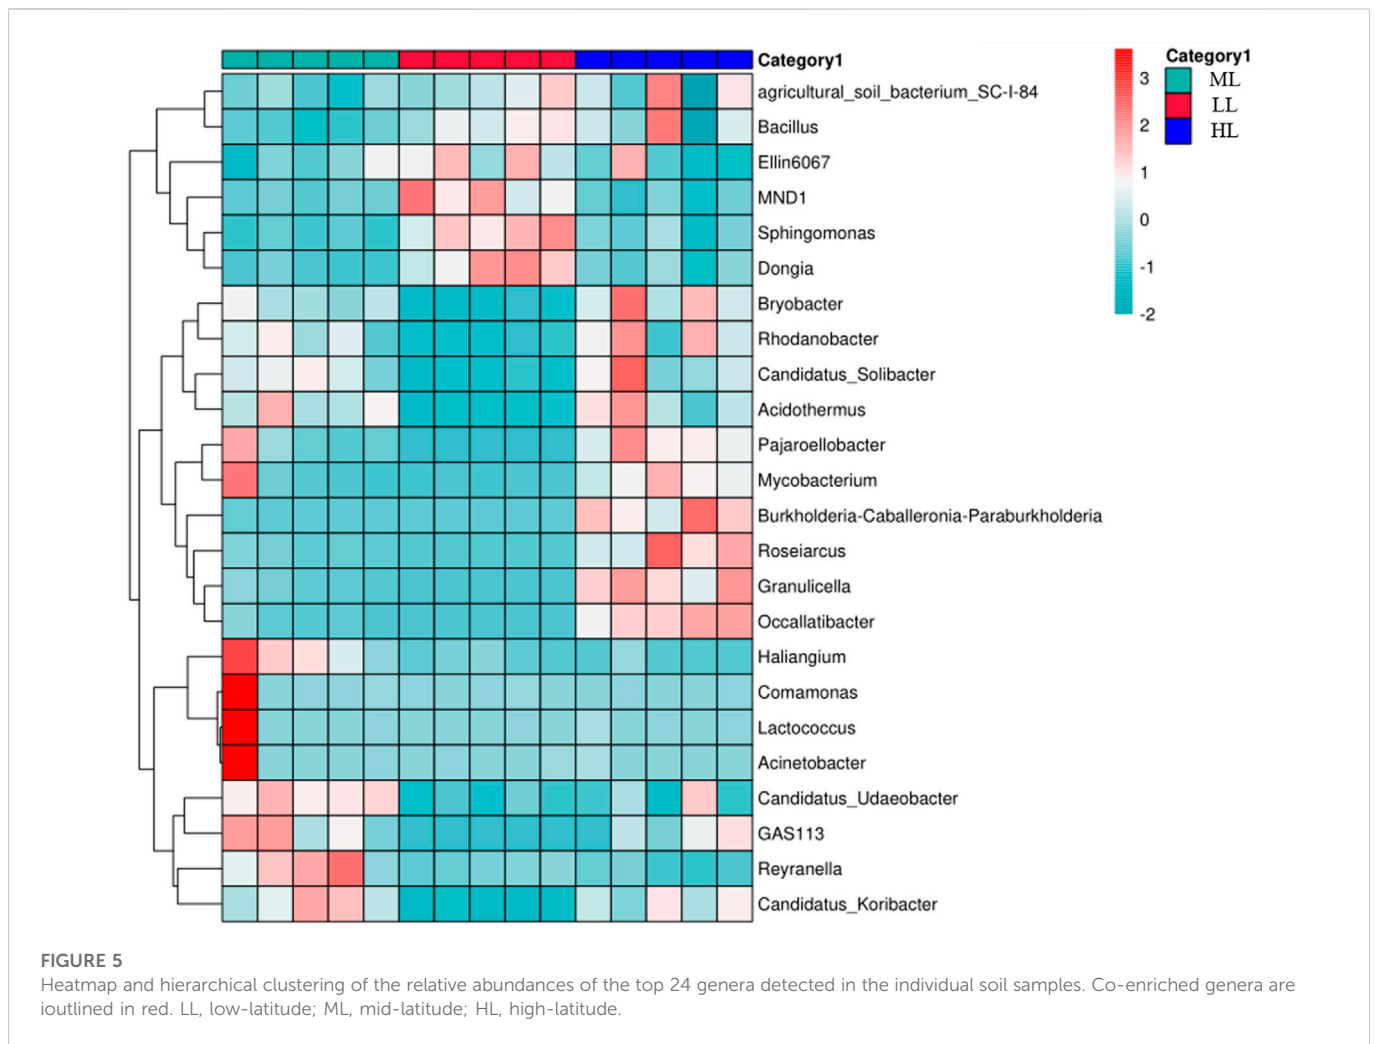 Category1
agricultural_soil_bacterium_SC-I-84
Bacillus
Ellin6067
MND1
Sphingomonas
Dongia
Bryobacter
Rhodanobacter
Candidatus_Solibacter
Acidothermus
Pajaroellobacter
Mycobacterium
Burkholderia-Caballeronia-Paraburkholderia
Roseiarcus
Granulicella
Occallatibacter
Haliangium
Comamonas
Lactococcus
Acinetobacter
Candidatus_Udaeobacter
GAS113
Reyranella
Candidatus_Koribacter
3
2
1
0
-1
-2
Category1
ML
LL
HL
FIGURE 5
Heatmap and hierarchical clustering of the relative abundances of the top 24 genera detected in the individual soil samples. Co-enriched genera are
ioutlined in red. LL, low-latitude; ML, mid-latitude; HL, high-latitude.